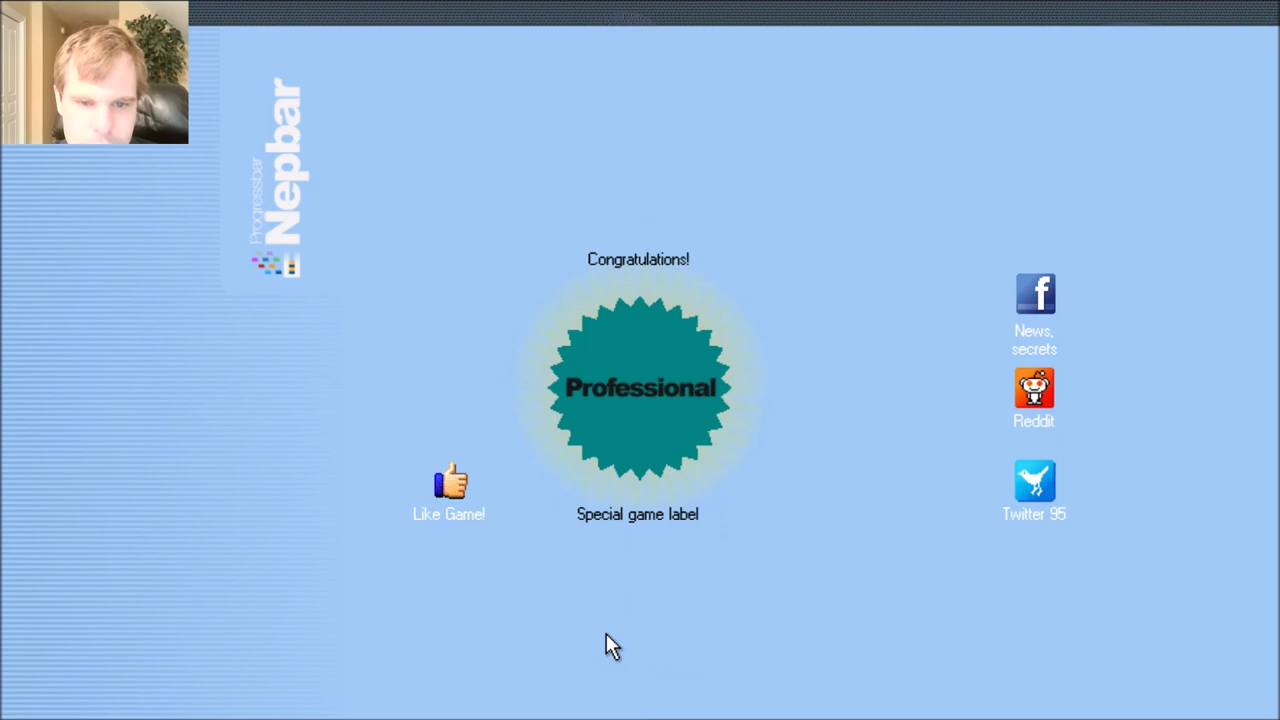 Progressbar
Nepbar
Congratulations!
Professional
Special game label
Like Game!
News,
secrets
Reddit
Twitter 95